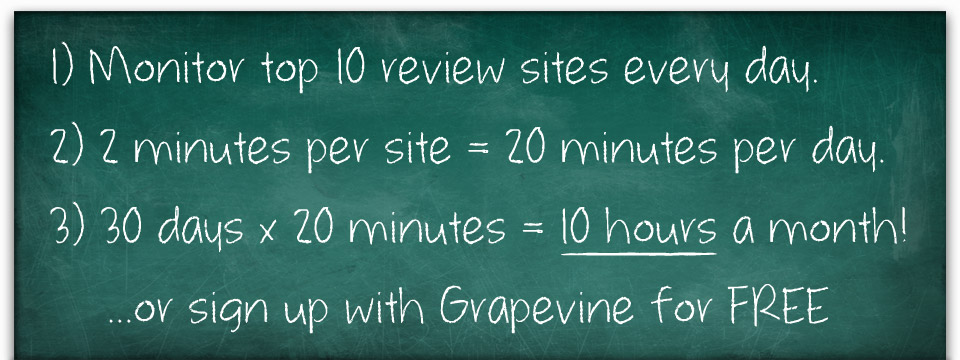 1) Monitor top 10 review sites every day.
2) 2 minutes per site = 20 minutes per day.
3) 30 days x 20 minutes = 10 hours a month!
...or sign up with Grapevine for FREE